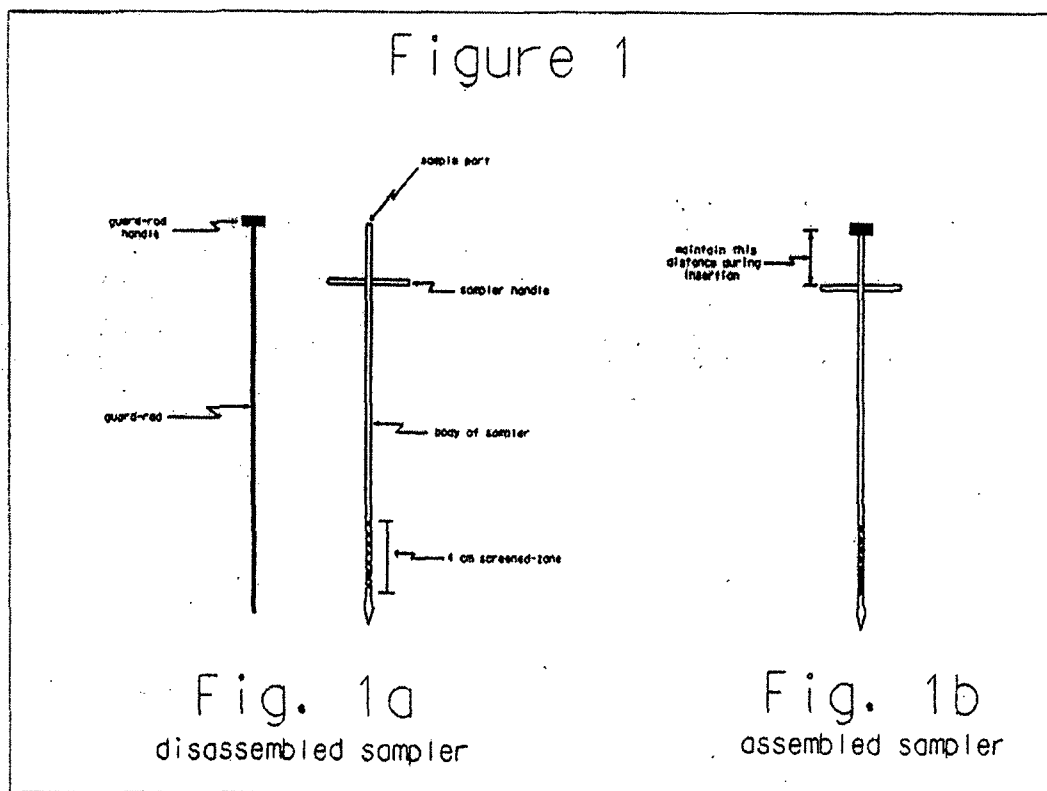 Figure 1
sample port
guard-rod
handle
sampler handle
guard-rod
body of sampler
4 cm screened-zone
Fig. 1a
disassembled sampler
maintain this
distance during
insertion
Fig. 1b
assembled sampler